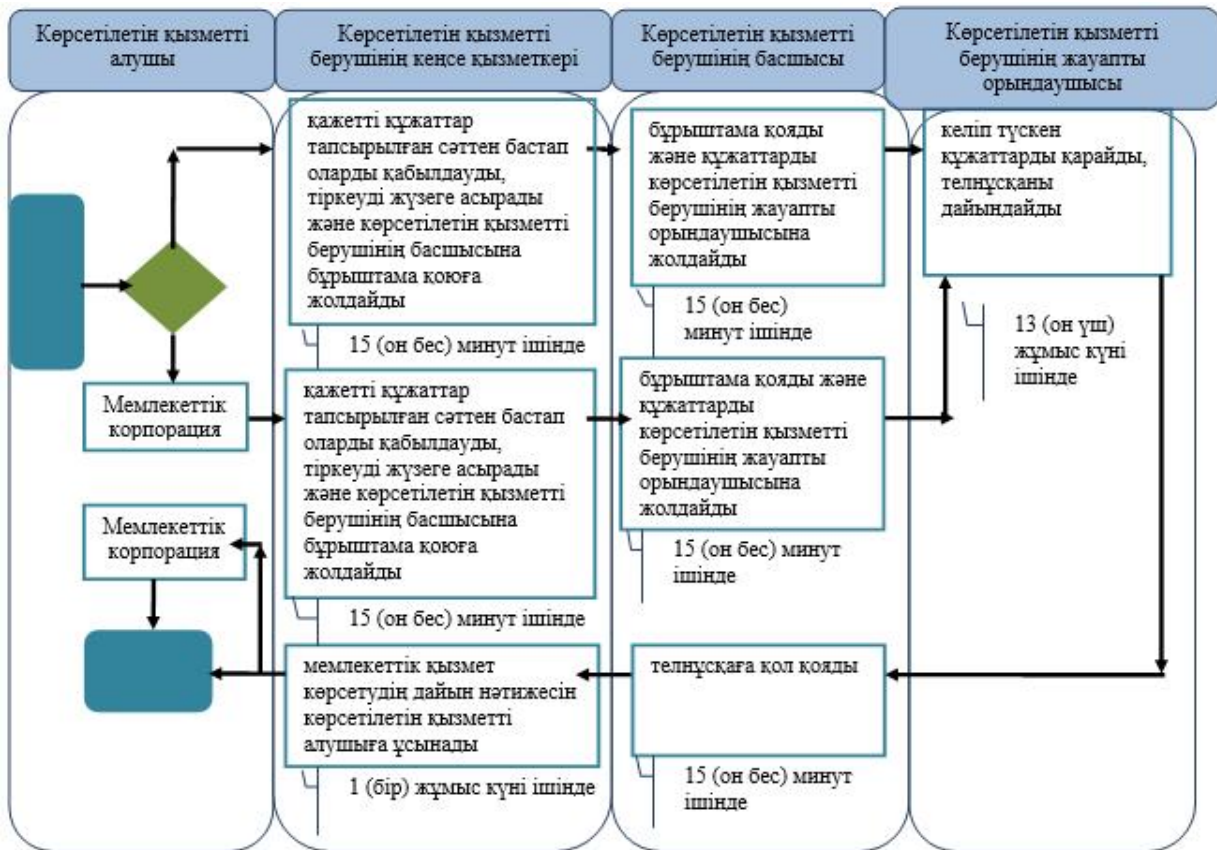 Көрсетілетін қызметті
алушы
Көрсетілетін қызметті
берушінің кеңсе қызметкері
Көрсетілетін қызметті
берушінің басшысы
Көрсетілетін қызметті
берушінің жауапты
орындаушысы
қажетті құжаттар
тапсырылған сәттен бастап
оларды қабылдауды,
тіркеуді жүзеге асырады
және көрсетілетін қызметті
берушінің басшысына
бұрыштама қоюға
жолдайды
15 (он бес) минут ішінде
бұрыштама қояды
және құжаттарды
көрсетілетін қызметті
берушінің жауапты
орындаушысына
жолдайды
15 (он бес)
минут ішінде
келіп түскен
құжаттарды қарайды,
телнұсқаны
дайындайды
13 (он үш)
жұмыс күні
ішінде
Мемлекеттік
корпорация
қажетті құжаттар
тапсырылған сәттен бастап
оларды қабылдауды,
тіркеуді жүзеге асырады
және көрсетілетін қызметті
берушінің басшысына
бұрыштама қоюға
жолдайды
15 (он бес) минут ішінде
бұрыштама қояды және
құжаттарды
көрсетілетін қызметті
берушінің жауапты
орындаушысына
жолдайды
15 (он бес) минут
ішінде
Мемлекеттік
корпорация
мемлекеттік қызмет
көрсетудің дайын нәтижесін
көрсетілетін қызметті
алушыға ұсынады
1 (бір) жұмыс күні ішінде
телнұсқаға қол қояды
15 (он бес) минут
ішінде